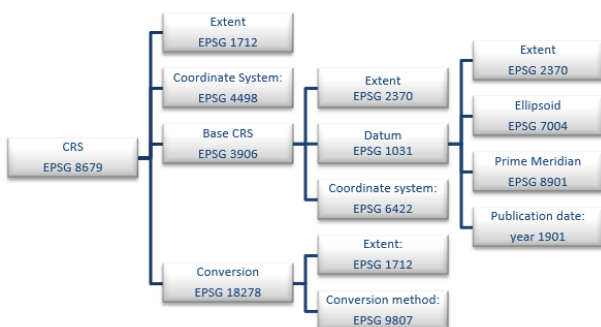 CRS
EPSG 8679
Extent
EPSG 1712
Coordinate System:
EPSG 4498
Base CRS
EPSG 3906
Conversion
EPSG 18278
Extent
EPSG 2370
Datum
EPSG 1031
Coordinate system:
EPSG 6422
Extent:
EPSG 1712
Conversion method:
EPSG 9807
Extent
EPSG 2370
Ellipsoid
EPSG 7004
Prime Meridian
EPSG 8901
Publication date:
year 1901